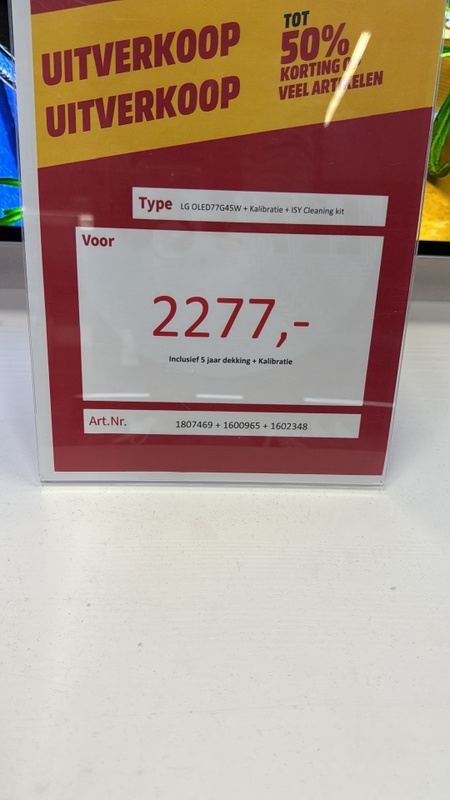 UITVERKOOP
UITVERKOOP
TOT
50%
KORTING OP
VEEL ARTIKELEN
Type LG OLED77G45W + Kalibratie + ISY Cleaning kit
Voor
2277,-
Inclusief 5 jaar dekking + Kalibratie
Art.Nr. 1807469 + 1600965 + 1602348